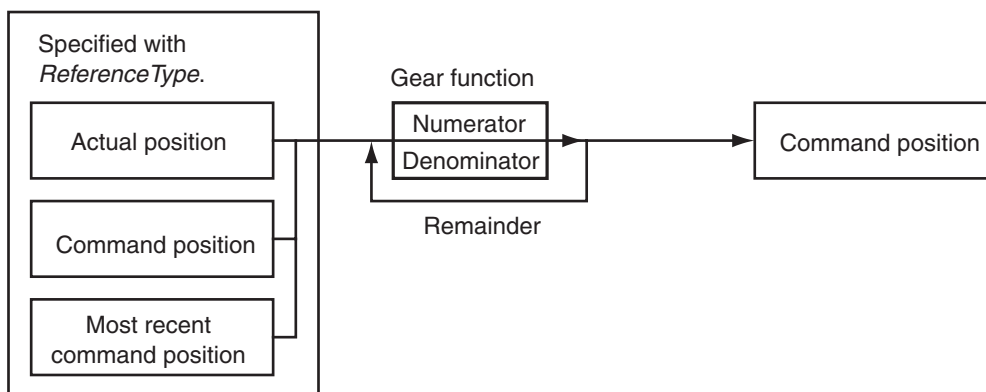 Specified with
ReferenceType.
Actual position
Command position
Most recent
command position
Gear function
Numerator
Denominator
Remainder
Command position